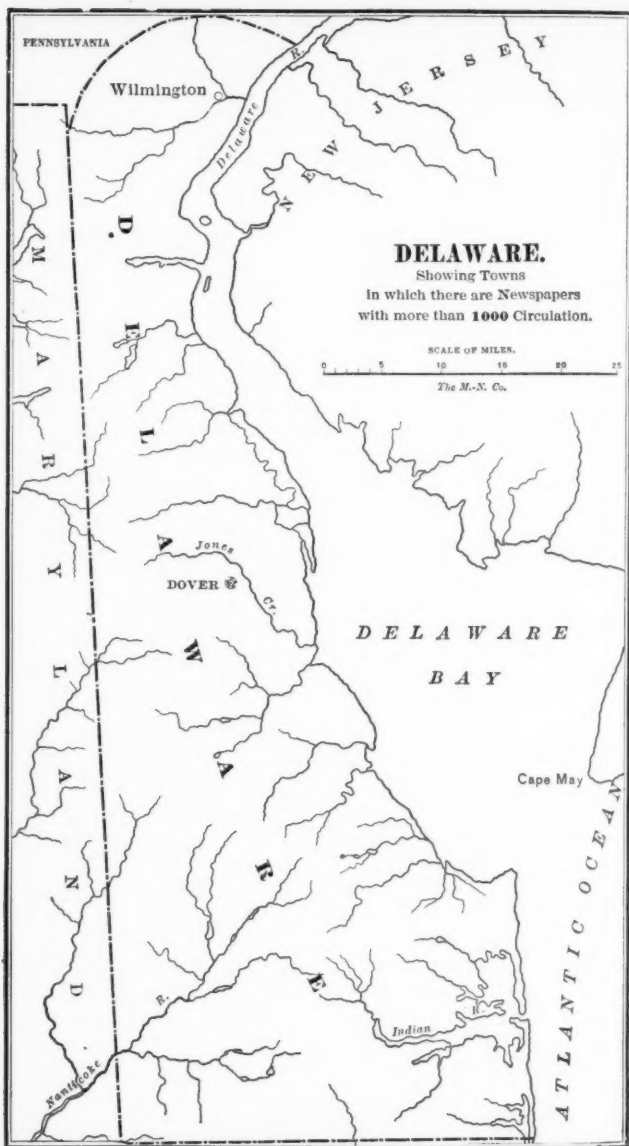 PENNSYLVANIA
Wilmington
Delaware R.
NEW JERSEY
DELAWARE.
Showing Towns
in which there are Newspapers
with more than 1000 Circulation.
SCALE OF MILES.
0 5 10 15 20 25
The M.-N. Co.
MARYLAND
DELAWARE
Jones Cr.
DOVER
DELAWARE
BAY
Cape May
ATLANTIC OCEAN
Indian R.
Nanticoke R.